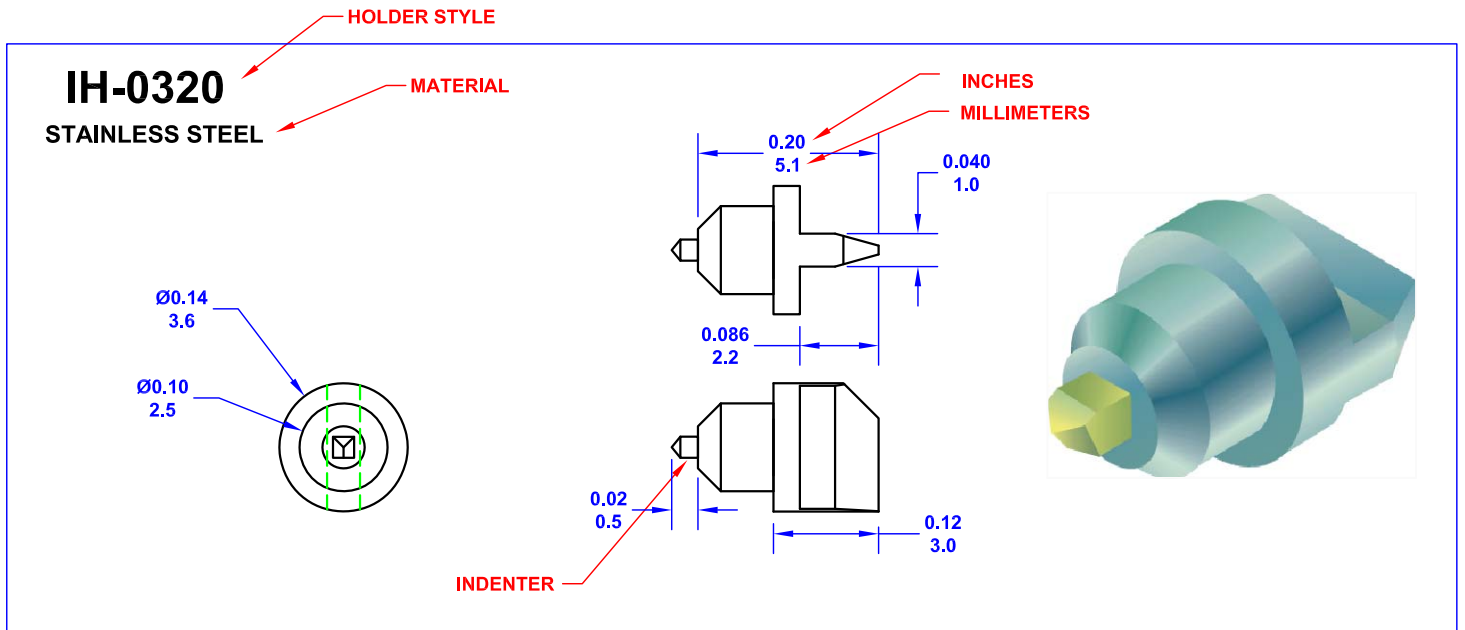 HOLDER STYLE
IH-0320
MATERIAL
STAINLESS STEEL
INCHES
MILLIMETERS
0.20
5.1
0.040
1.0
Ø0.14
3.6
0.086
2.2
Ø0.10
2.5
0.02
0.5
0.12
3.0
INDENTER